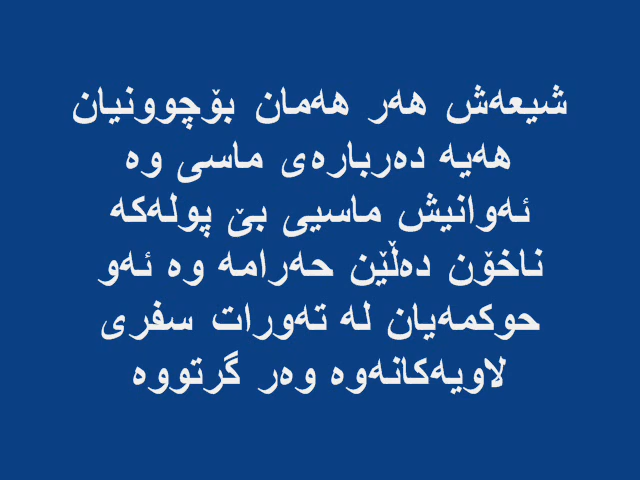 شیعەش هەر هەمان بۆچوونیان
هەیە دەربارەی ماسی وە
ئەوانیش ماسیی بێ پولەکە
ناخۆن دەڵێن حەرامە وە ئەو
حوکمەیان لە تەورات سفری
لاویەکانەوە وەر گرتووە